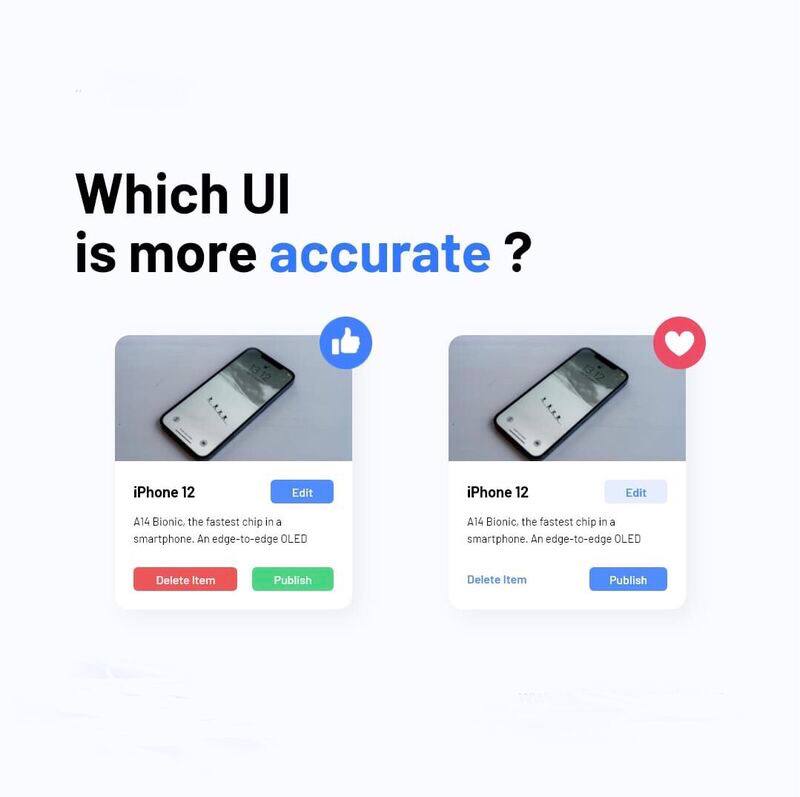 Which UI
is more accurate ?
iPhone 12
Edit
A14 Bionic, the fastest chip in a
smartphone. An edge-to-edge OLED
Delete Item
Publish
iPhone 12
Edit
A14 Bionic, the fastest chip in a
smartphone. An edge-to-edge OLED
Delete Item
Publish